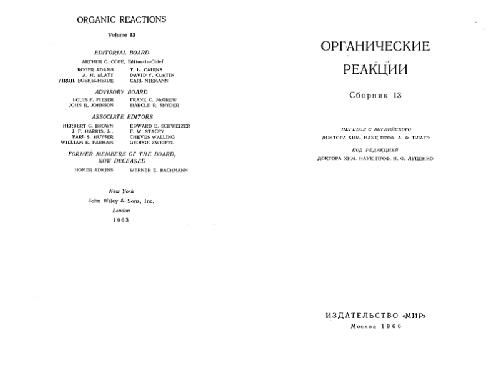 ORGANIC REACTIONS
Volume 13
EDITORIAL BOARD
ARTHUR C. COPE, Editor-in-Chief
ROGER ADAMS T. L. CAIRNS
A. H. BLATT DAVID Y. CURTIN
VIRGIL BOEKELHEIDE CARL NIEMANN
ADVISORY BOARD
LOUIS F. FIESER FRANK C. McGREW
JOHN R. JOHNSON HAROLD R. SNYDER
ASSOCIATE EDITORS
HERBERT C. BROWN EDWARD E. SCHWEIZER
J. F. HARRIS, Jr. F. W. STACEY
EARL S. HUYSER CHEVES WALLING
WILLIAM E. PARHAM GEORGE ZWEIFEL
FORMER MEMBERS OF THE BOARD,
NOW DECEASED
HOMER ADKINS WERNER E. BACHMANN
New York
John Wiley & Sons, Inc.
London
1963
ОРГАНИЧЕСКИЕ
РЕАКЦИИ
Сборник 13
ПЕРЕВОД С АНГЛИЙСКОГО
ДОКТОРА ХИМ. НАУК ПРОФ. А. Ф.
ПОД РЕДАКЦИЕЙ
ДОКТОРА ХИМ. НАУК ПРОФ. И. Ф. ЛУЦЕНКО
ИЗДАТЕЛЬСТВО «МИР»
Москва 1966